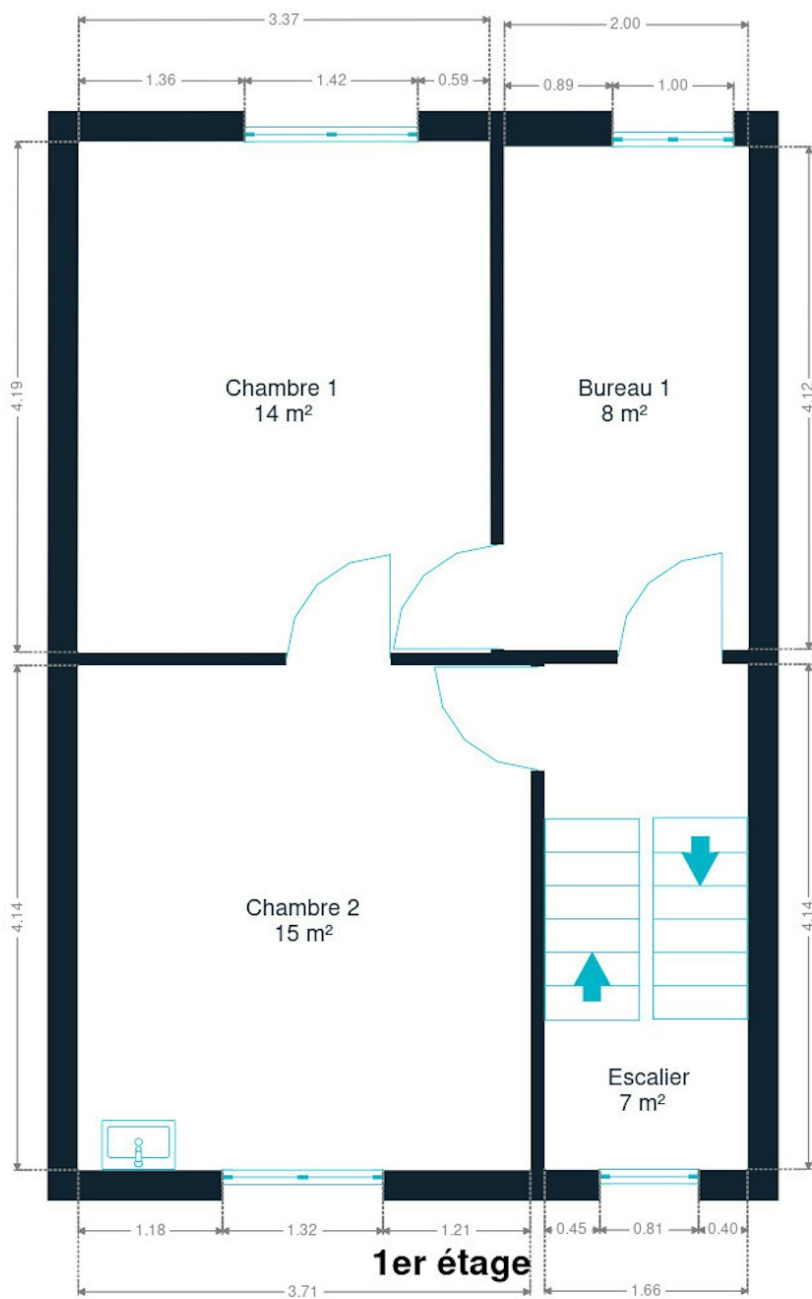 3.37
2.00
1.36
1.42
0.59
0.89
1.00
4.19
4.12
Chambre 1
14 m²
Bureau 1
8 m²
4.14
4.14
Chambre 2
15 m²
Escalier
7 m²
1.18
1.32
1.21
0.45
0.81
0.40
1er étage
3.71
1.66